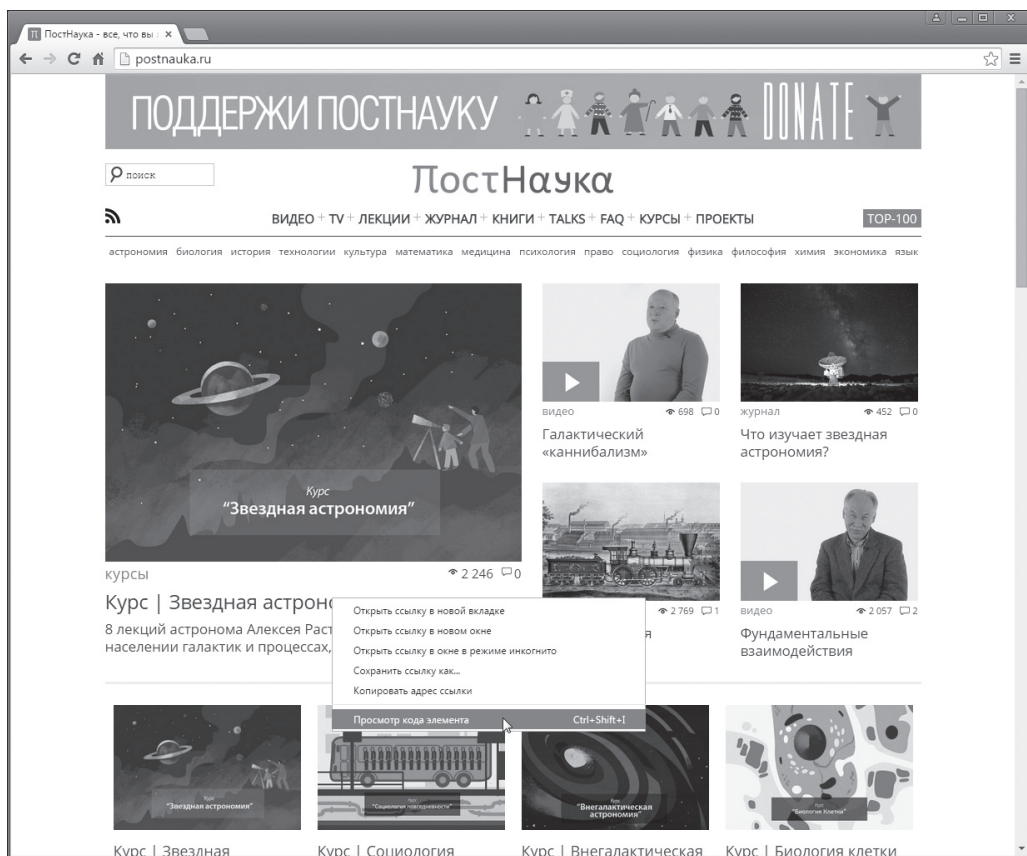 ПостНаука - все, что вы з
postnauka.ru
ПОДДЕРЖИ ПОСТНАУКУ DONATE
поиск
ПостНаука
ВИДЕО + TV + ЛЕКЦИИ + ЖУРНАЛ + КНИГИ + TALKS + FAQ + КУРСЫ + ПРОЕКТЫ
TOP-100
астрономия биология история технологии культура математика медицина психология право социология физика философия химия экономика язык
Курс
"Звездная астрономия"
курсы 2 246 0
Курс | Звездная астроно
8 лекций астронома Алексея Раст
населении галактик и процессах,
видео 698 0
Галактический
«каннибализм»
журнал 452 0
Что изучает звездная
астрономия?
2 769 1
я
видео 2 057 2
Фундаментальные
взаимодействия
Открыть ссылку в новой вкладке
Открыть ссылку в новом окне
Открыть ссылку в окне в режиме инкогнито
Сохранить ссылку как...
Копировать адрес ссылки
Просмотр кода элемента Ctrl+Shift+I
Курс
"Звездная астрономия"
Курс
"Социология повседневности"
Курс
"Внегалактическая
астрономия"
Курс
"Биология Клетки"
Курс | Звездная
Курс | Социология
Курс | Внегалактическая
Курс | Биология клетки